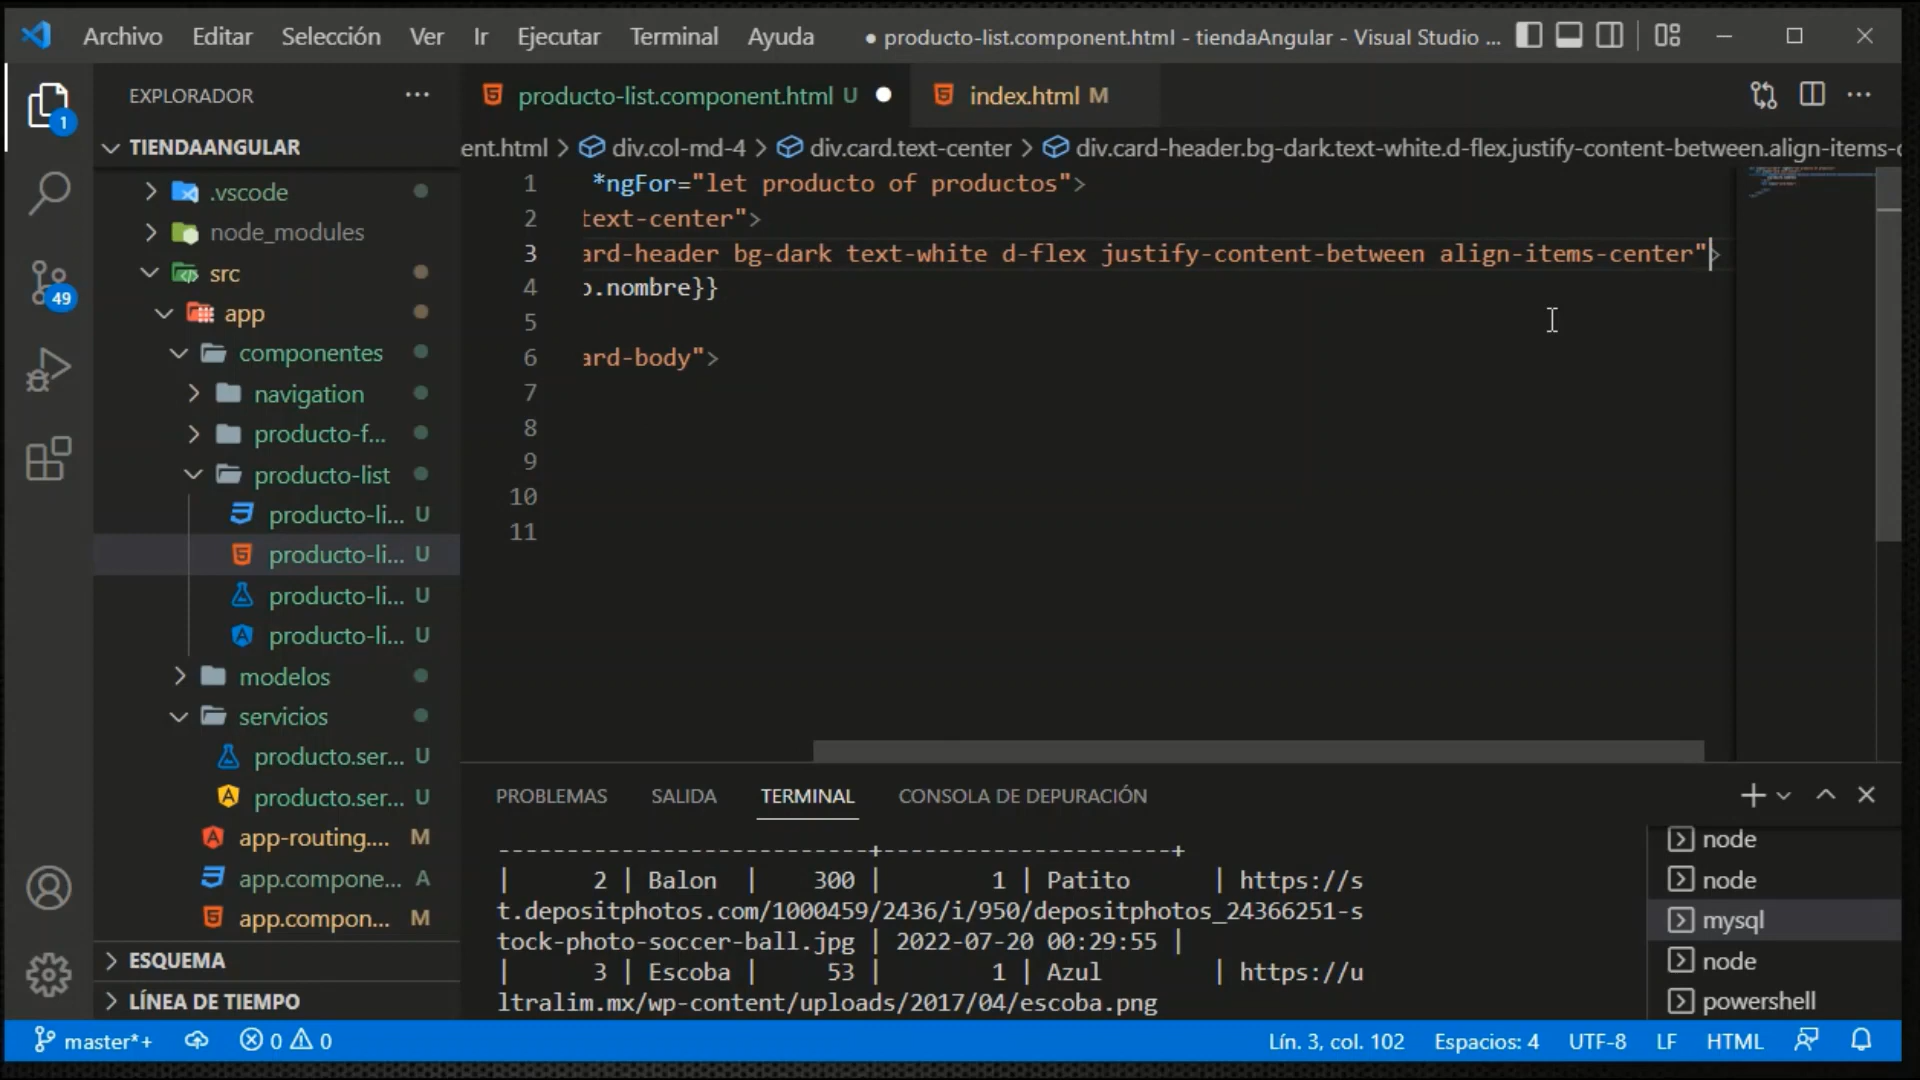 Archivo Editar Selección Ver Ir Ejecutar Terminal Ayuda ● producto-list.component.html - tiendaAngular - Visual Studio ...
EXPLORADOR ...
TIENDAANGULAR
.vscode
node_modules
src
app
componentes
navigation
producto-f...
producto-list
producto-li... U
producto-li... U
producto-li... U
producto-li... U
modelos
servicios
producto.ser... U
producto.ser... U
app-routing.... M
app.compone... A
app.compon... M
ESQUEMA
LÍNEA DE TIEMPO
1
49
producto-list.component.html U ●
index.html M
ent.html > div.col-md-4 > div.card.text-center > div.card-header.bg-dark.text-white.d-flex.justify-content-between.align-items-c
1 *ngFor="let producto of productos">
2 text-center">
3 ard-header bg-dark text-white d-flex justify-content-between align-items-center">
4 o.nombre}}
5
6 ard-body">
7
8
9
10
11
PROBLEMAS SALIDA TERMINAL CONSOLA DE DEPURACIÓN
---------------------------+---------------------+
| 2 | Balon | 300 | 1 | Patito | https://s
t.depositphotos.com/1000459/2436/i/950/depositphotos_24366251-s
tock-photo-soccer-ball.jpg | 2022-07-20 00:29:55 |
| 3 | Escoba | 53 | 1 | Azul | https://u
ltralim.mx/wp-content/uploads/2017/04/escoba.png
node
node
mysql
node
powershell
master*+ 0 0 Lín. 3, col. 102 Espacios: 4 UTF-8 LF HTML